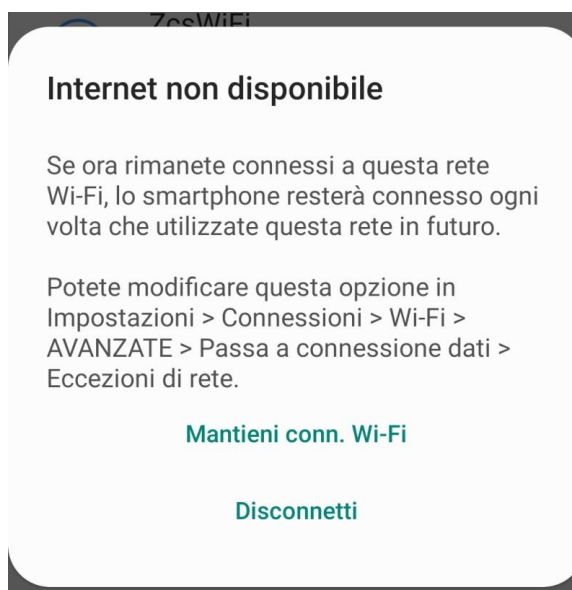 ZcsWiFi
Internet non disponibile
Se ora rimanete connessi a questa rete
Wi-Fi, lo smartphone resterà connesso ogni
volta che utilizzate questa rete in futuro.
Potete modificare questa opzione in
Impostazioni > Connessioni > Wi-Fi >
AVANZATE > Passa a connessione dati >
Eccezioni di rete.
Mantieni conn. Wi-Fi
Disconnetti